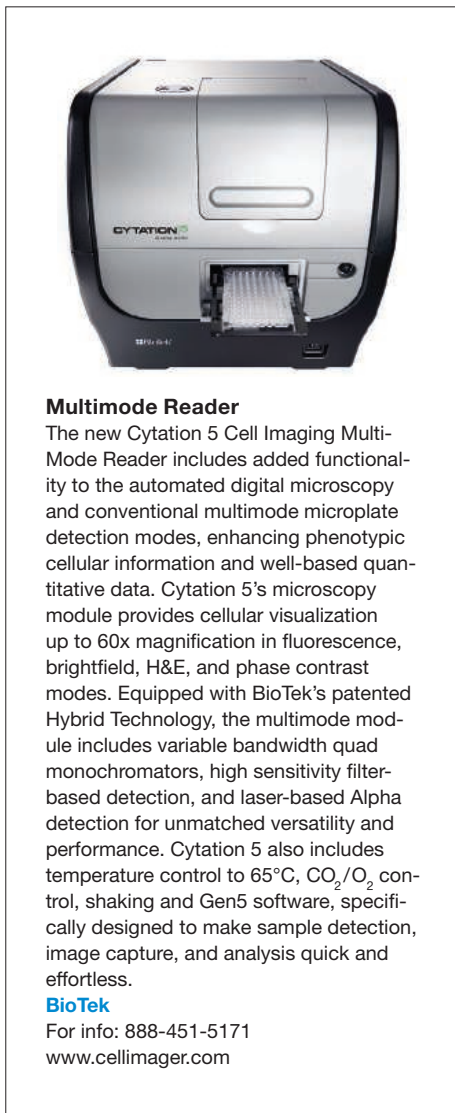 CYTATION 5
BioTek
Multimode Reader
The new Cytation 5 Cell Imaging Multi-
Mode Reader includes added functional-
ity to the automated digital microscopy
and conventional multimode microplate
detection modes, enhancing phenotypic
cellular information and well-based quan-
titative data. Cytation 5’s microscopy
module provides cellular visualization
up to 60x magnification in fluorescence,
brightfield, H&E, and phase contrast
modes. Equipped with BioTek’s patented
Hybrid Technology, the multimode mod-
ule includes variable bandwidth quad
monochromators, high sensitivity filter-
based detection, and laser-based Alpha
detection for unmatched versatility and
performance. Cytation 5 also includes
temperature control to 65°C, CO₂/O₂ con-
trol, shaking and Gen5 software, specifi-
cally designed to make sample detection,
image capture, and analysis quick and
effortless.
BioTek
For info: 888-451-5171
www.cellimager.com